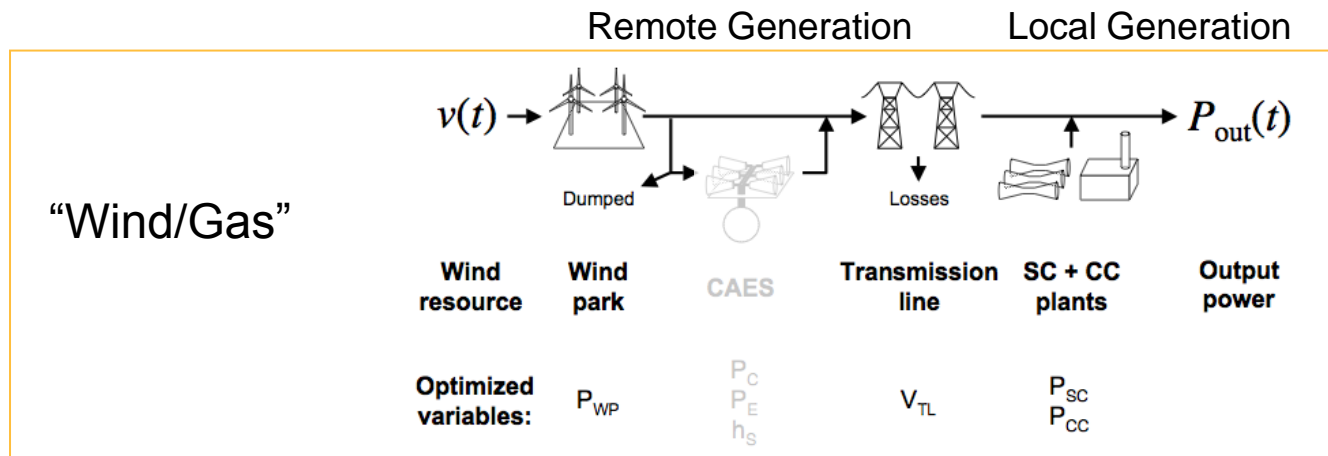 Remote Generation
Local Generation
v(t)
P_out(t)
Dumped
Losses
“Wind/Gas”
Wind
resource
Wind
park
CAES
Transmission
line
SC + CC
plants
Output
power
Optimized
variables:
P_WP
P_C
P_E
h_S
V_TL
P_SC
P_CC